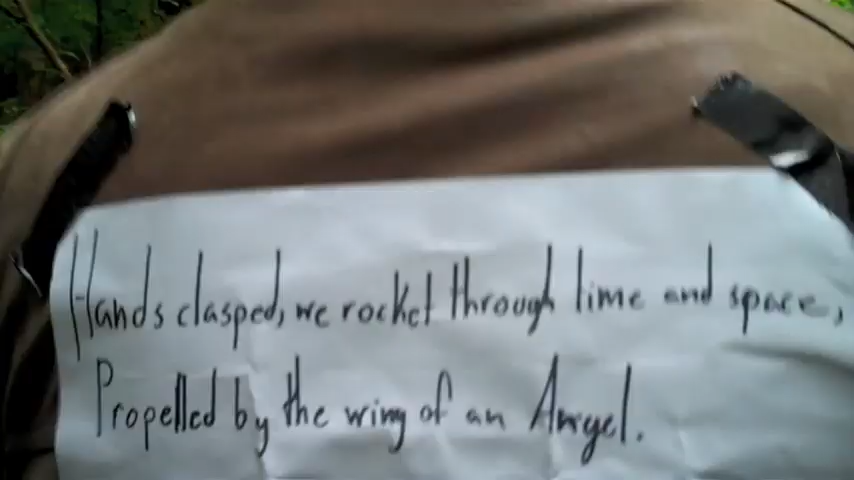 Hands clasped, we rocket through time and space,
Propelled by the wing of an Angel.